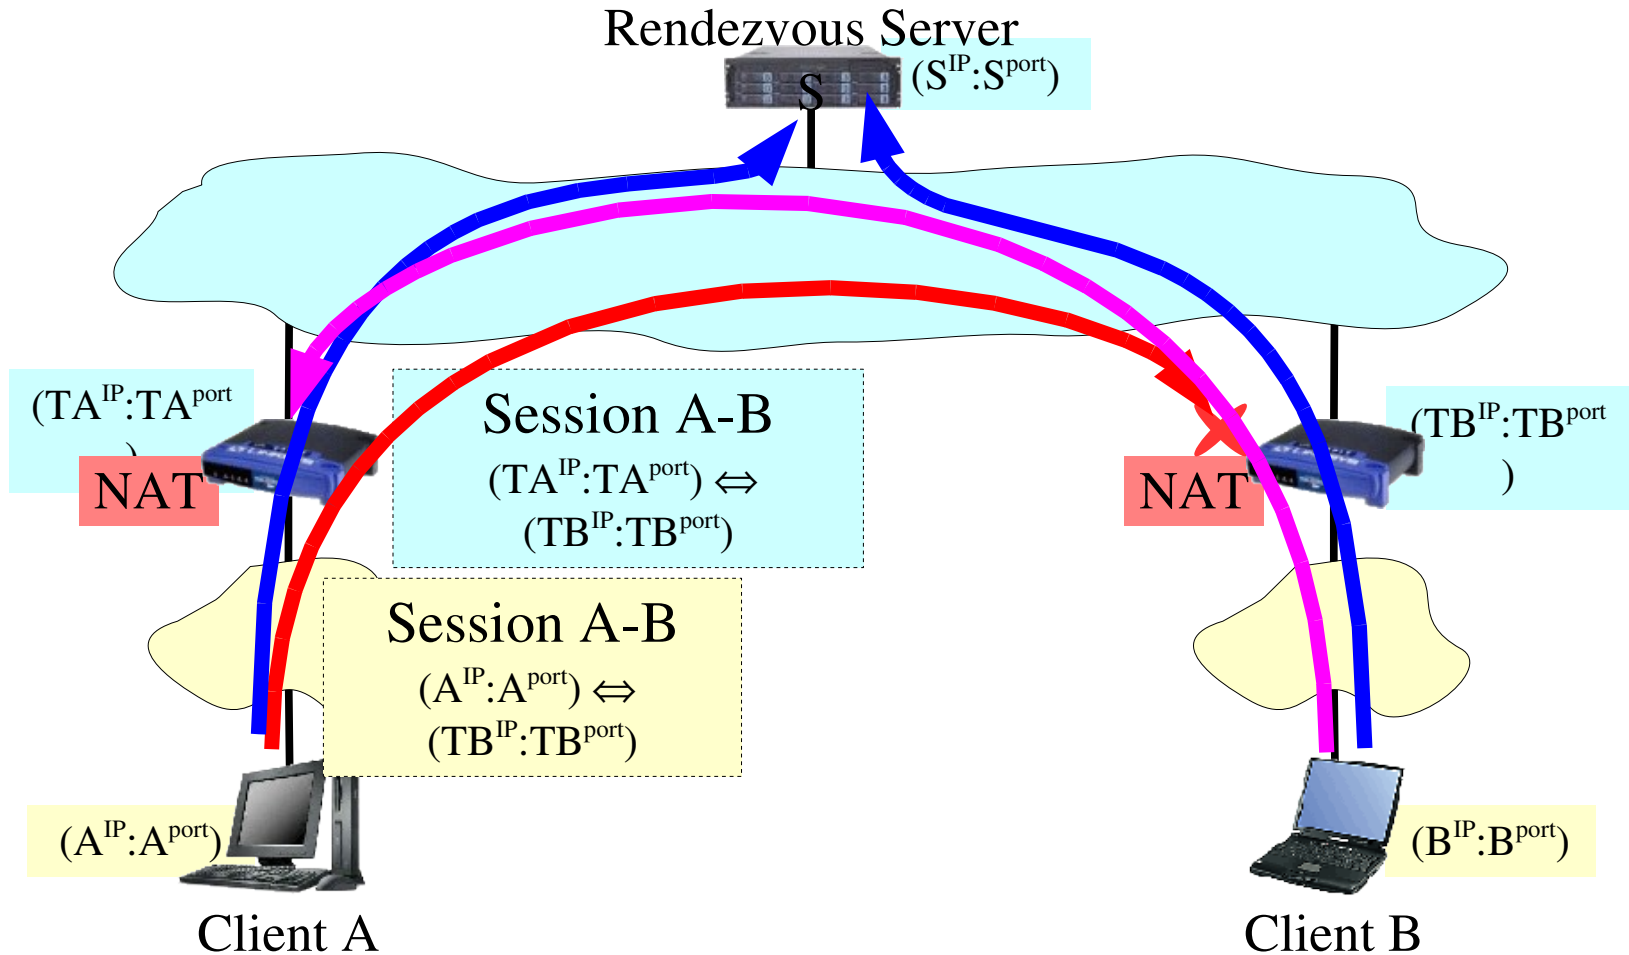 Rendezvous Server
S
(S^IP:S^port)
(TA^IP:TA^port
)
NAT
Session A-B
(TA^IP:TA^port) ⇔
(TB^IP:TB^port)
(TB^IP:TB^port
)
NAT
Session A-B
(A^IP:A^port) ⇔
(TB^IP:TB^port)
(A^IP:A^port)
(B^IP:B^port)
Client A
Client B